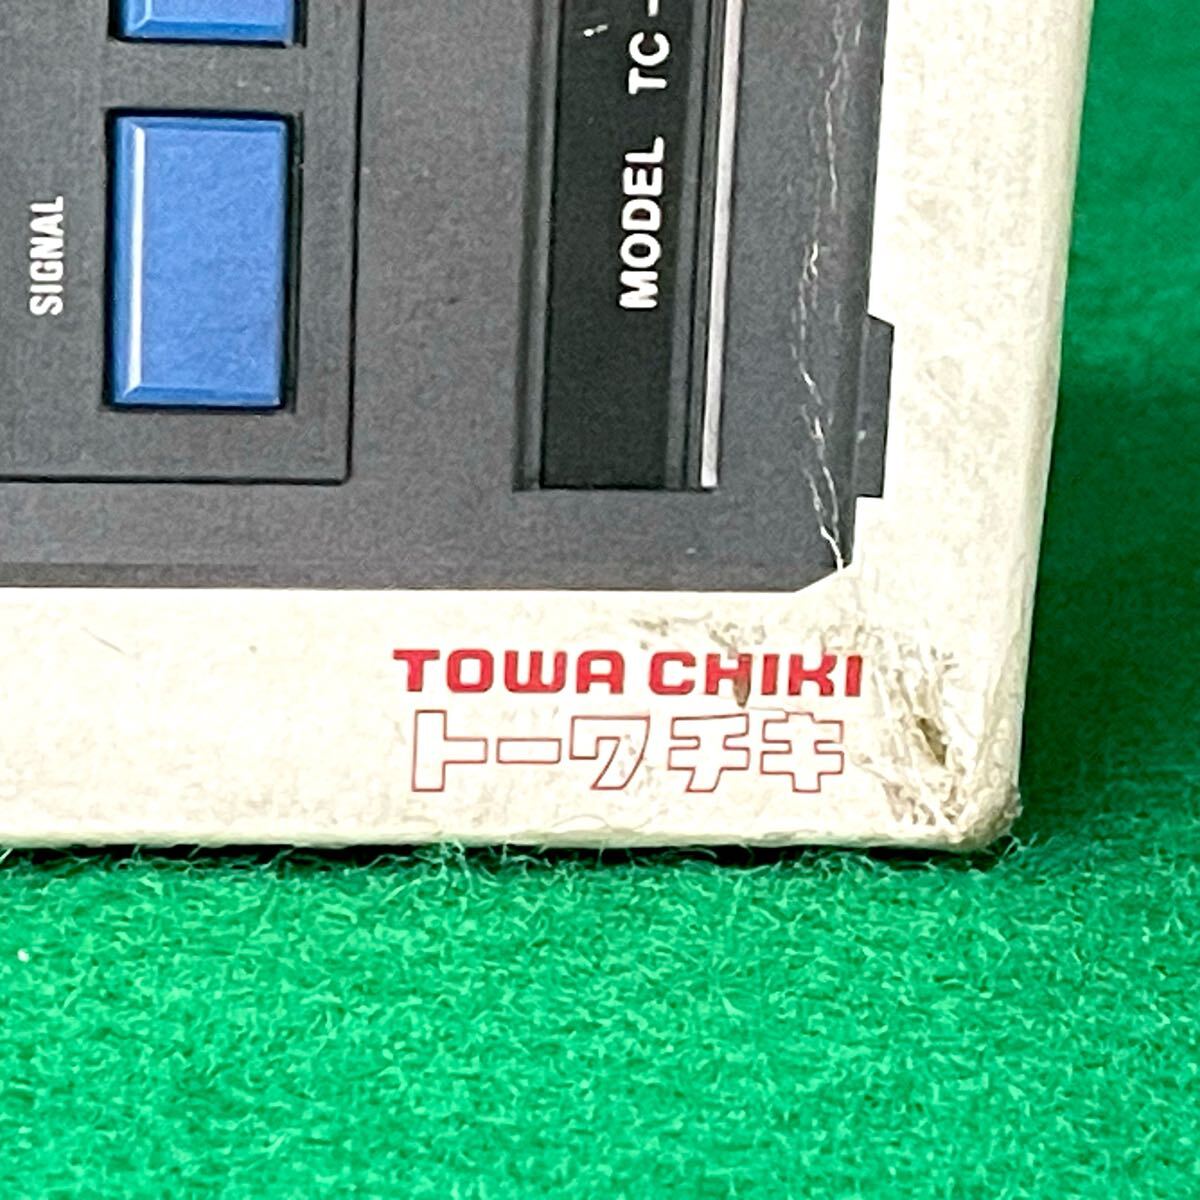 SIGNAL
MODEL TC-
TOWA CHIKI
トーワチキ